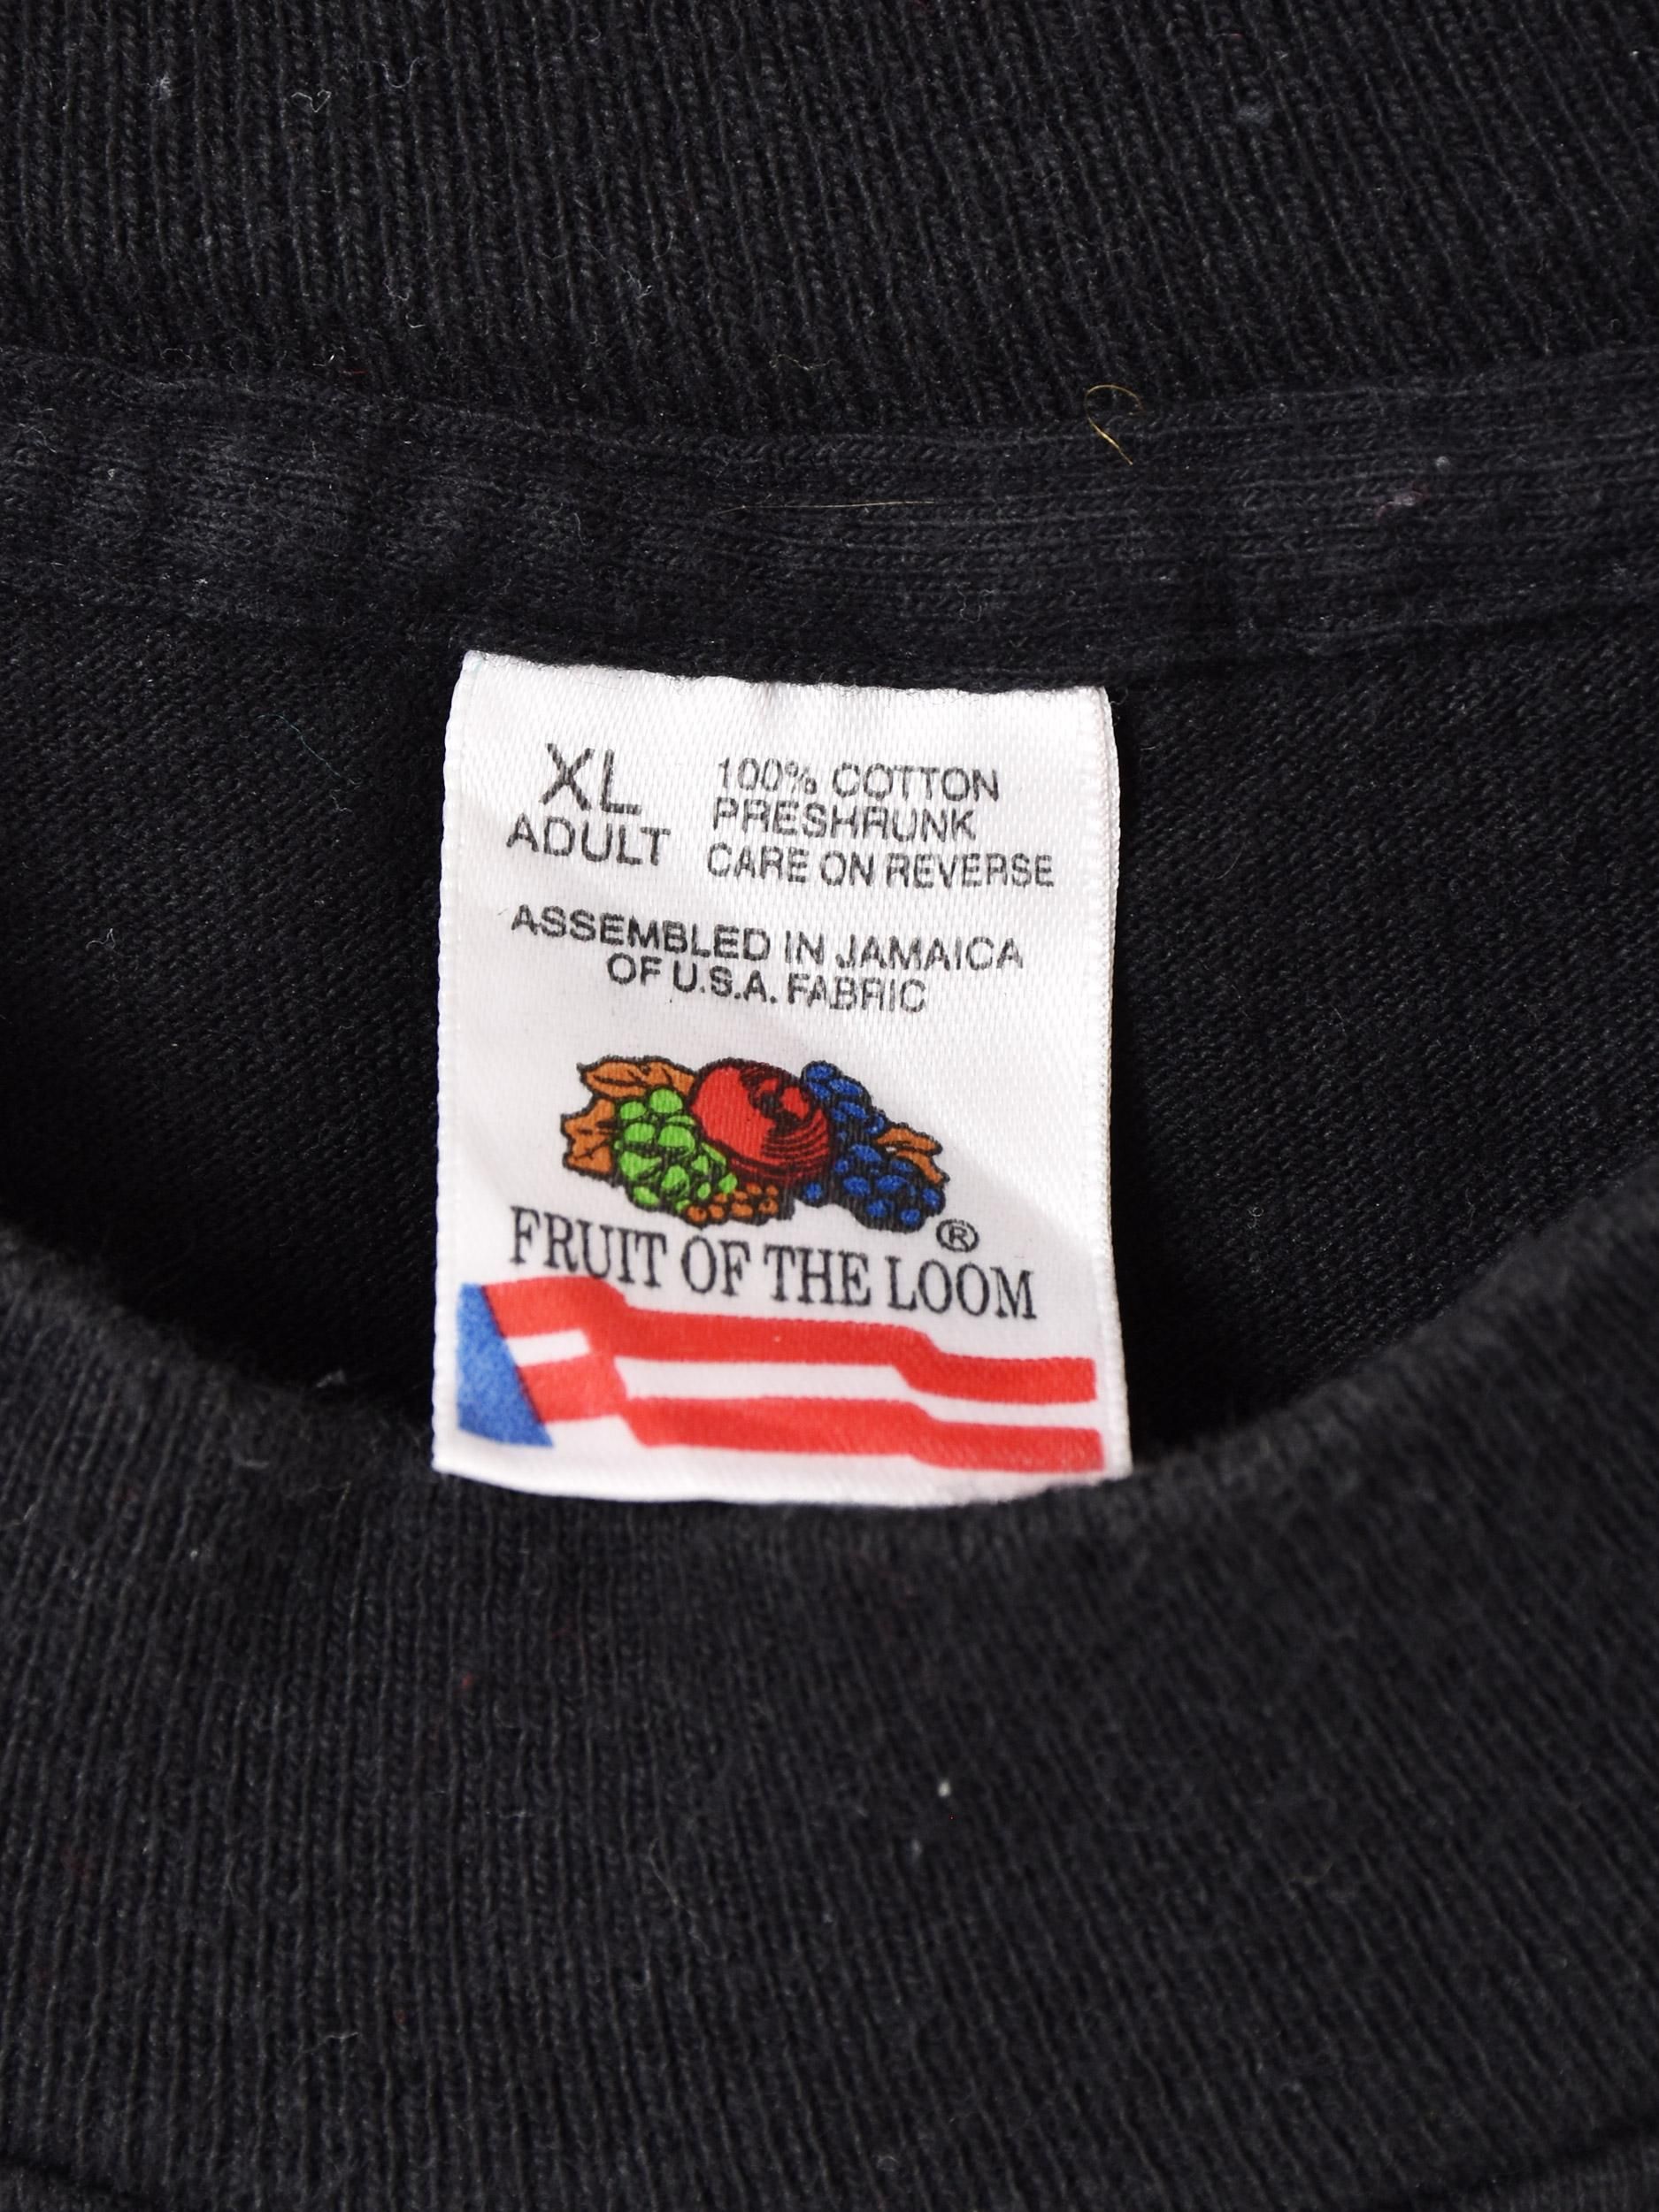 XL
ADULT
100% COTTON
PRESHRUNK
CARE ON REVERSE
ASSEMBLED IN JAMAICA
OF U.S.A. FABRIC
FRUIT OF THE LOOM®